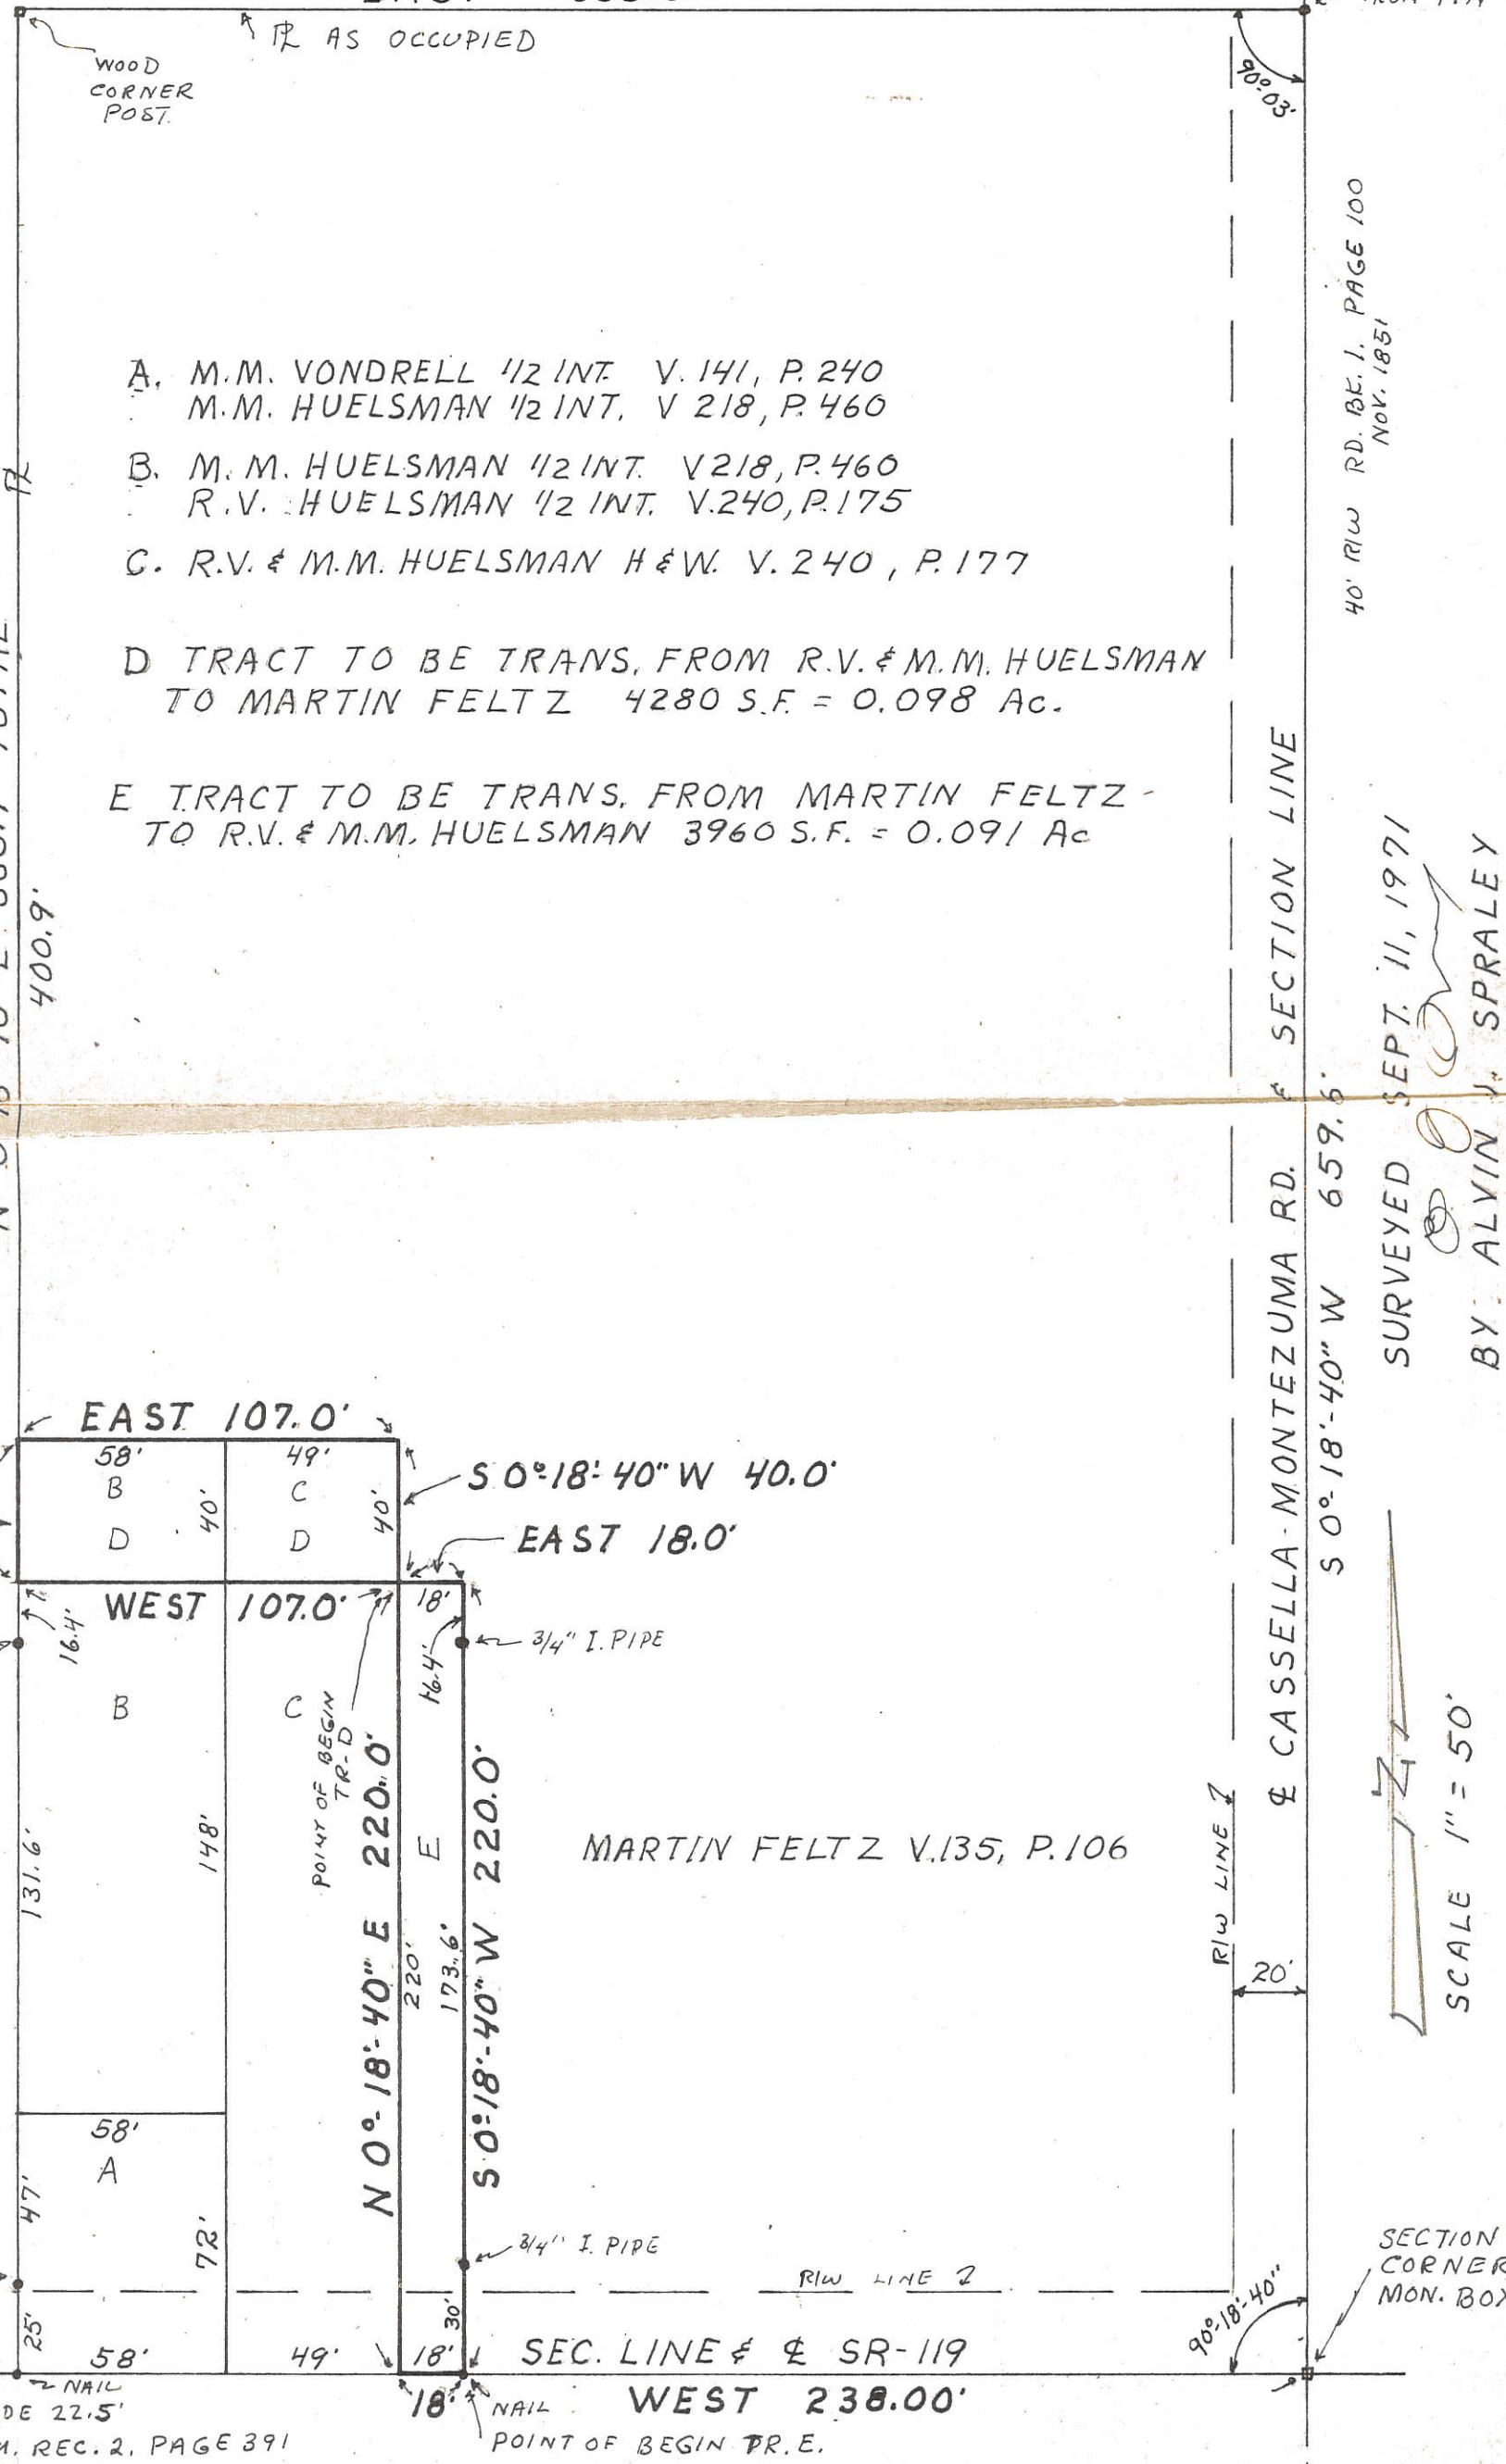 ℄ AS OCCUPIED
WOOD
CORNER
POST.
90°-03'
40' R/W RD. BK. 1. PAGE 100
NOV. 1851
A. M.M. VONDRELL 1/2 INT. V. 141, P. 240
M.M. HUELSMAN 1/2 INT. V 218, P. 460
B. M.M. HUELSMAN 1/2 INT. V 218, P. 460
R.V. HUELSMAN 1/2 INT. V. 240, P. 175
C. R.V. & M.M. HUELSMAN H & W. V. 240, P. 177
D TRACT TO BE TRANS. FROM R.V. & M.M. HUELSMAN
TO MARTIN FELTZ 4280 S.F. = 0.098 Ac.
E TRACT TO BE TRANS. FROM MARTIN FELTZ -
TO R.V. & M.M. HUELSMAN 3960 S.F. = 0.091 Ac
400.9'
℄ CASSELLA-MONTEZUMA RD. & SECTION LINE
S 0°-18'-40" W 659.6'
SURVEYED SEPT. 11, 1971
BY: ALVIN SPRALEY
EAST 107.0'
58'
49'
B
C
40'
40'
D
D
S 0°-18'-40" W 40.0'
EAST 18.0'
WEST 107.0'
18'
16.4'
16.4'
3/4" I. PIPE
B
C
POINT OF BEGIN
TR-D
131.6'
148'
N 0°-18'-40" E 220.0'
220'
E
173.6'
S 0°-18'-40" W 220.0'
MARTIN FELTZ V.135, P.106
R/W LINE
20'
SCALE 1" = 50'
N
58'
A
47'
72'
3/4" I. PIPE
R/W LINE
90°-18'-40"
SECTION
CORNER
MON. BOX
25'
30'
58'
49'
18'
SEC. LINE & ℄ SR-119
NAIL
18'
NAIL
WEST 238.00'
22.5'
REC. 2, PAGE 391
POINT OF BEGIN TR. E.